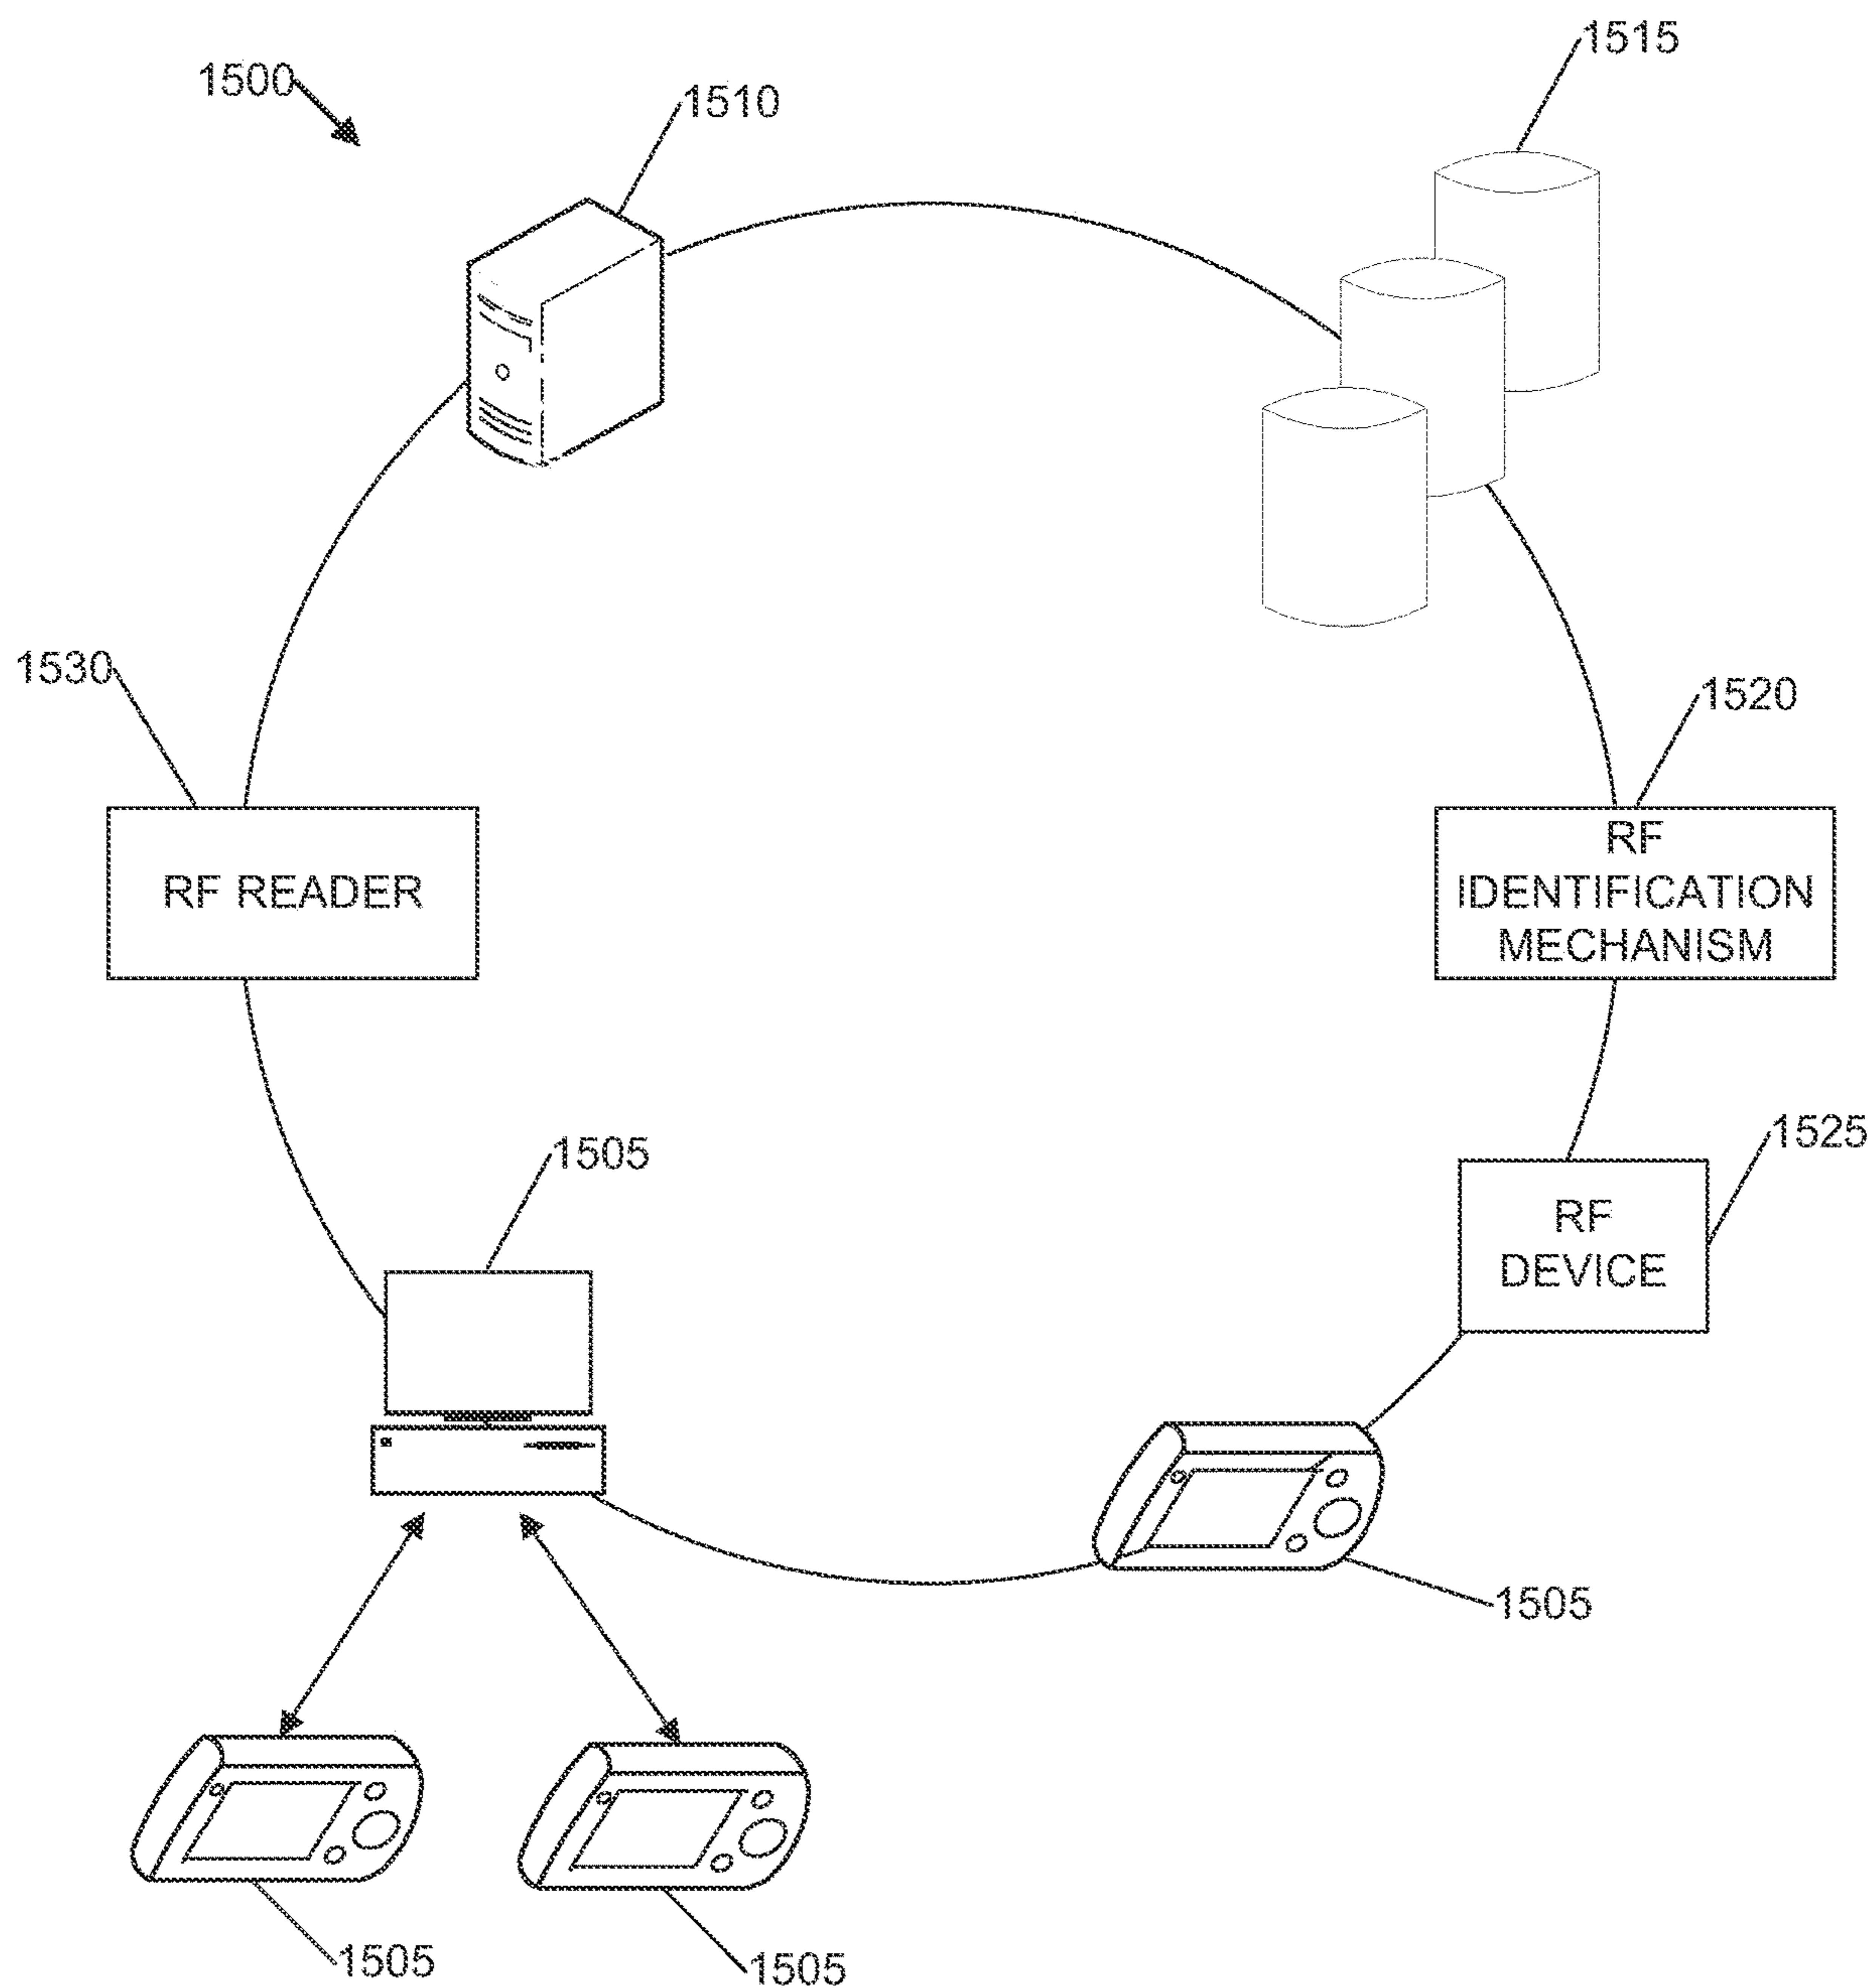 1515
1500
1510
1530
1520
RF READER
RF
IDENTIFICATION
MECHANISM
1505
1525
RF
DEVICE
1505
1505
1505